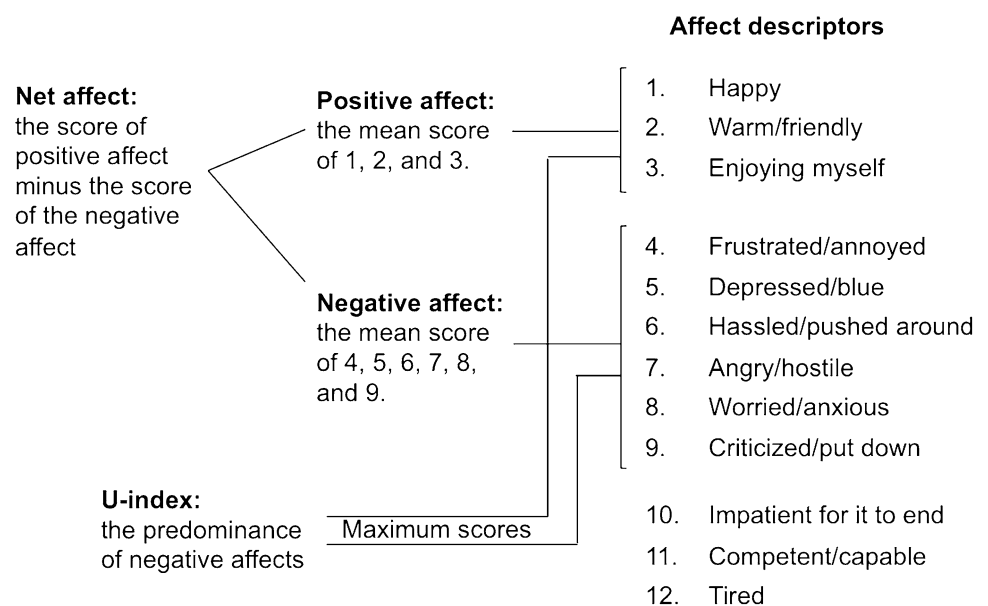 Affect descriptors
Net affect:
the score of
positive affect
minus the score
of the negative
affect
Positive affect:
the mean score
of 1, 2, and 3.
Negative affect:
the mean score
of 4, 5, 6, 7, 8,
and 9.
U-index:
the predominance
of negative affects
Maximum scores
1. Happy
2. Warm/friendly
3. Enjoying myself
4. Frustrated/annoyed
5. Depressed/blue
6. Hassled/pushed around
7. Angry/hostile
8. Worried/anxious
9. Criticized/put down
10. Impatient for it to end
11. Competent/capable
12. Tired